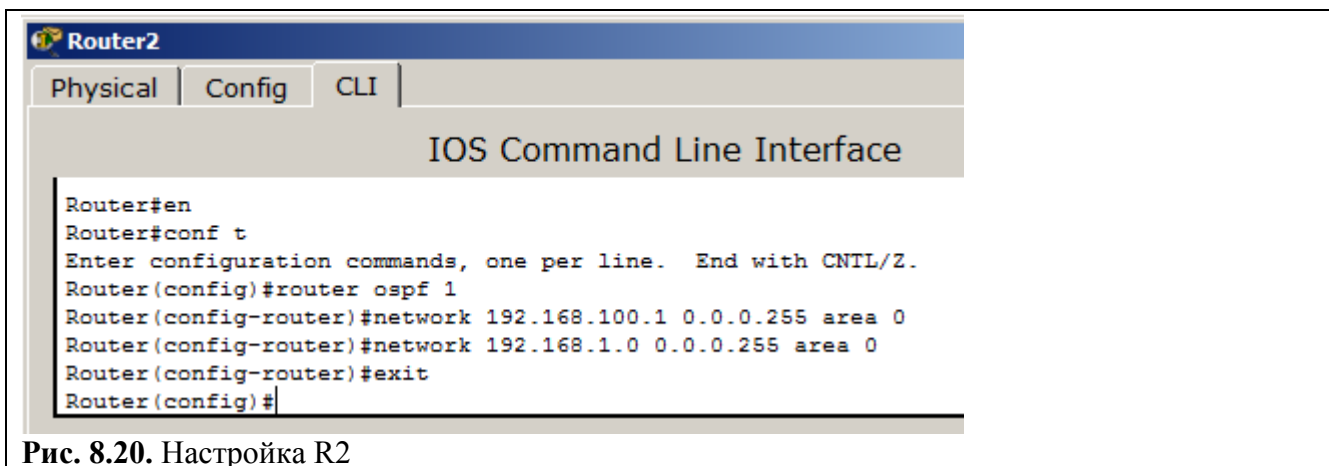 Router2
Physical Config CLI
IOS Command Line Interface
Router#en
Router#conf t
Enter configuration commands, one per line.  End with CNTL/Z.
Router(config)#router ospf 1
Router(config-router)#network 192.168.100.1 0.0.0.255 area 0
Router(config-router)#network 192.168.1.0 0.0.0.255 area 0
Router(config-router)#exit
Router(config)#
Рис. 8.20. Настройка R2